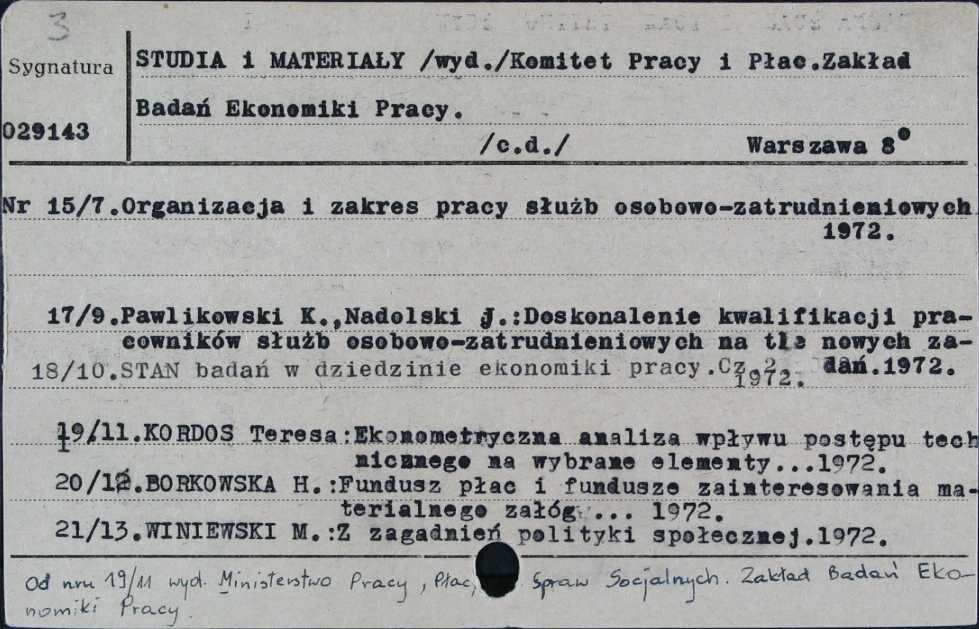 3
Sygnatura
029143
STUDIA i MATERIAŁY /wyd./Komitet Pracy i Płac.Zakład
Badań Ekonomiki Pracy.
/c.d./ Warszawa 8°
Nr 15/7.Organizacja i zakres pracy służb osobowo-zatrudnieniowych
1972.
17/9.Pawlikowski K.,Nadolski J.:Doskonalenie kwalifikacji pra-
cowników służb osobowo-zatrudnieniowych na tle nowych za-
dań.1972.
18/10.STAN badań w dziedzinie ekonomiki pracy.Cz.2.
1972.
19/11.KORDOS Teresa:Ekonometryczna analiza wpływu postępu tech
nicznego na wybrane elementy...1972.
20/12.BORKOWSKA H.:Fundusz płac i fundusze zainteresowania ma-
terialnego załóg ... 1972.
21/13.WINIEWSKI M.:Z zagadnień polityki społecznej.1972.
Od nru 19/11 wyd. Ministerstwo Pracy, Płac, Spraw Socjalnych. Zakład Badań Eko-
nomiki Pracy.